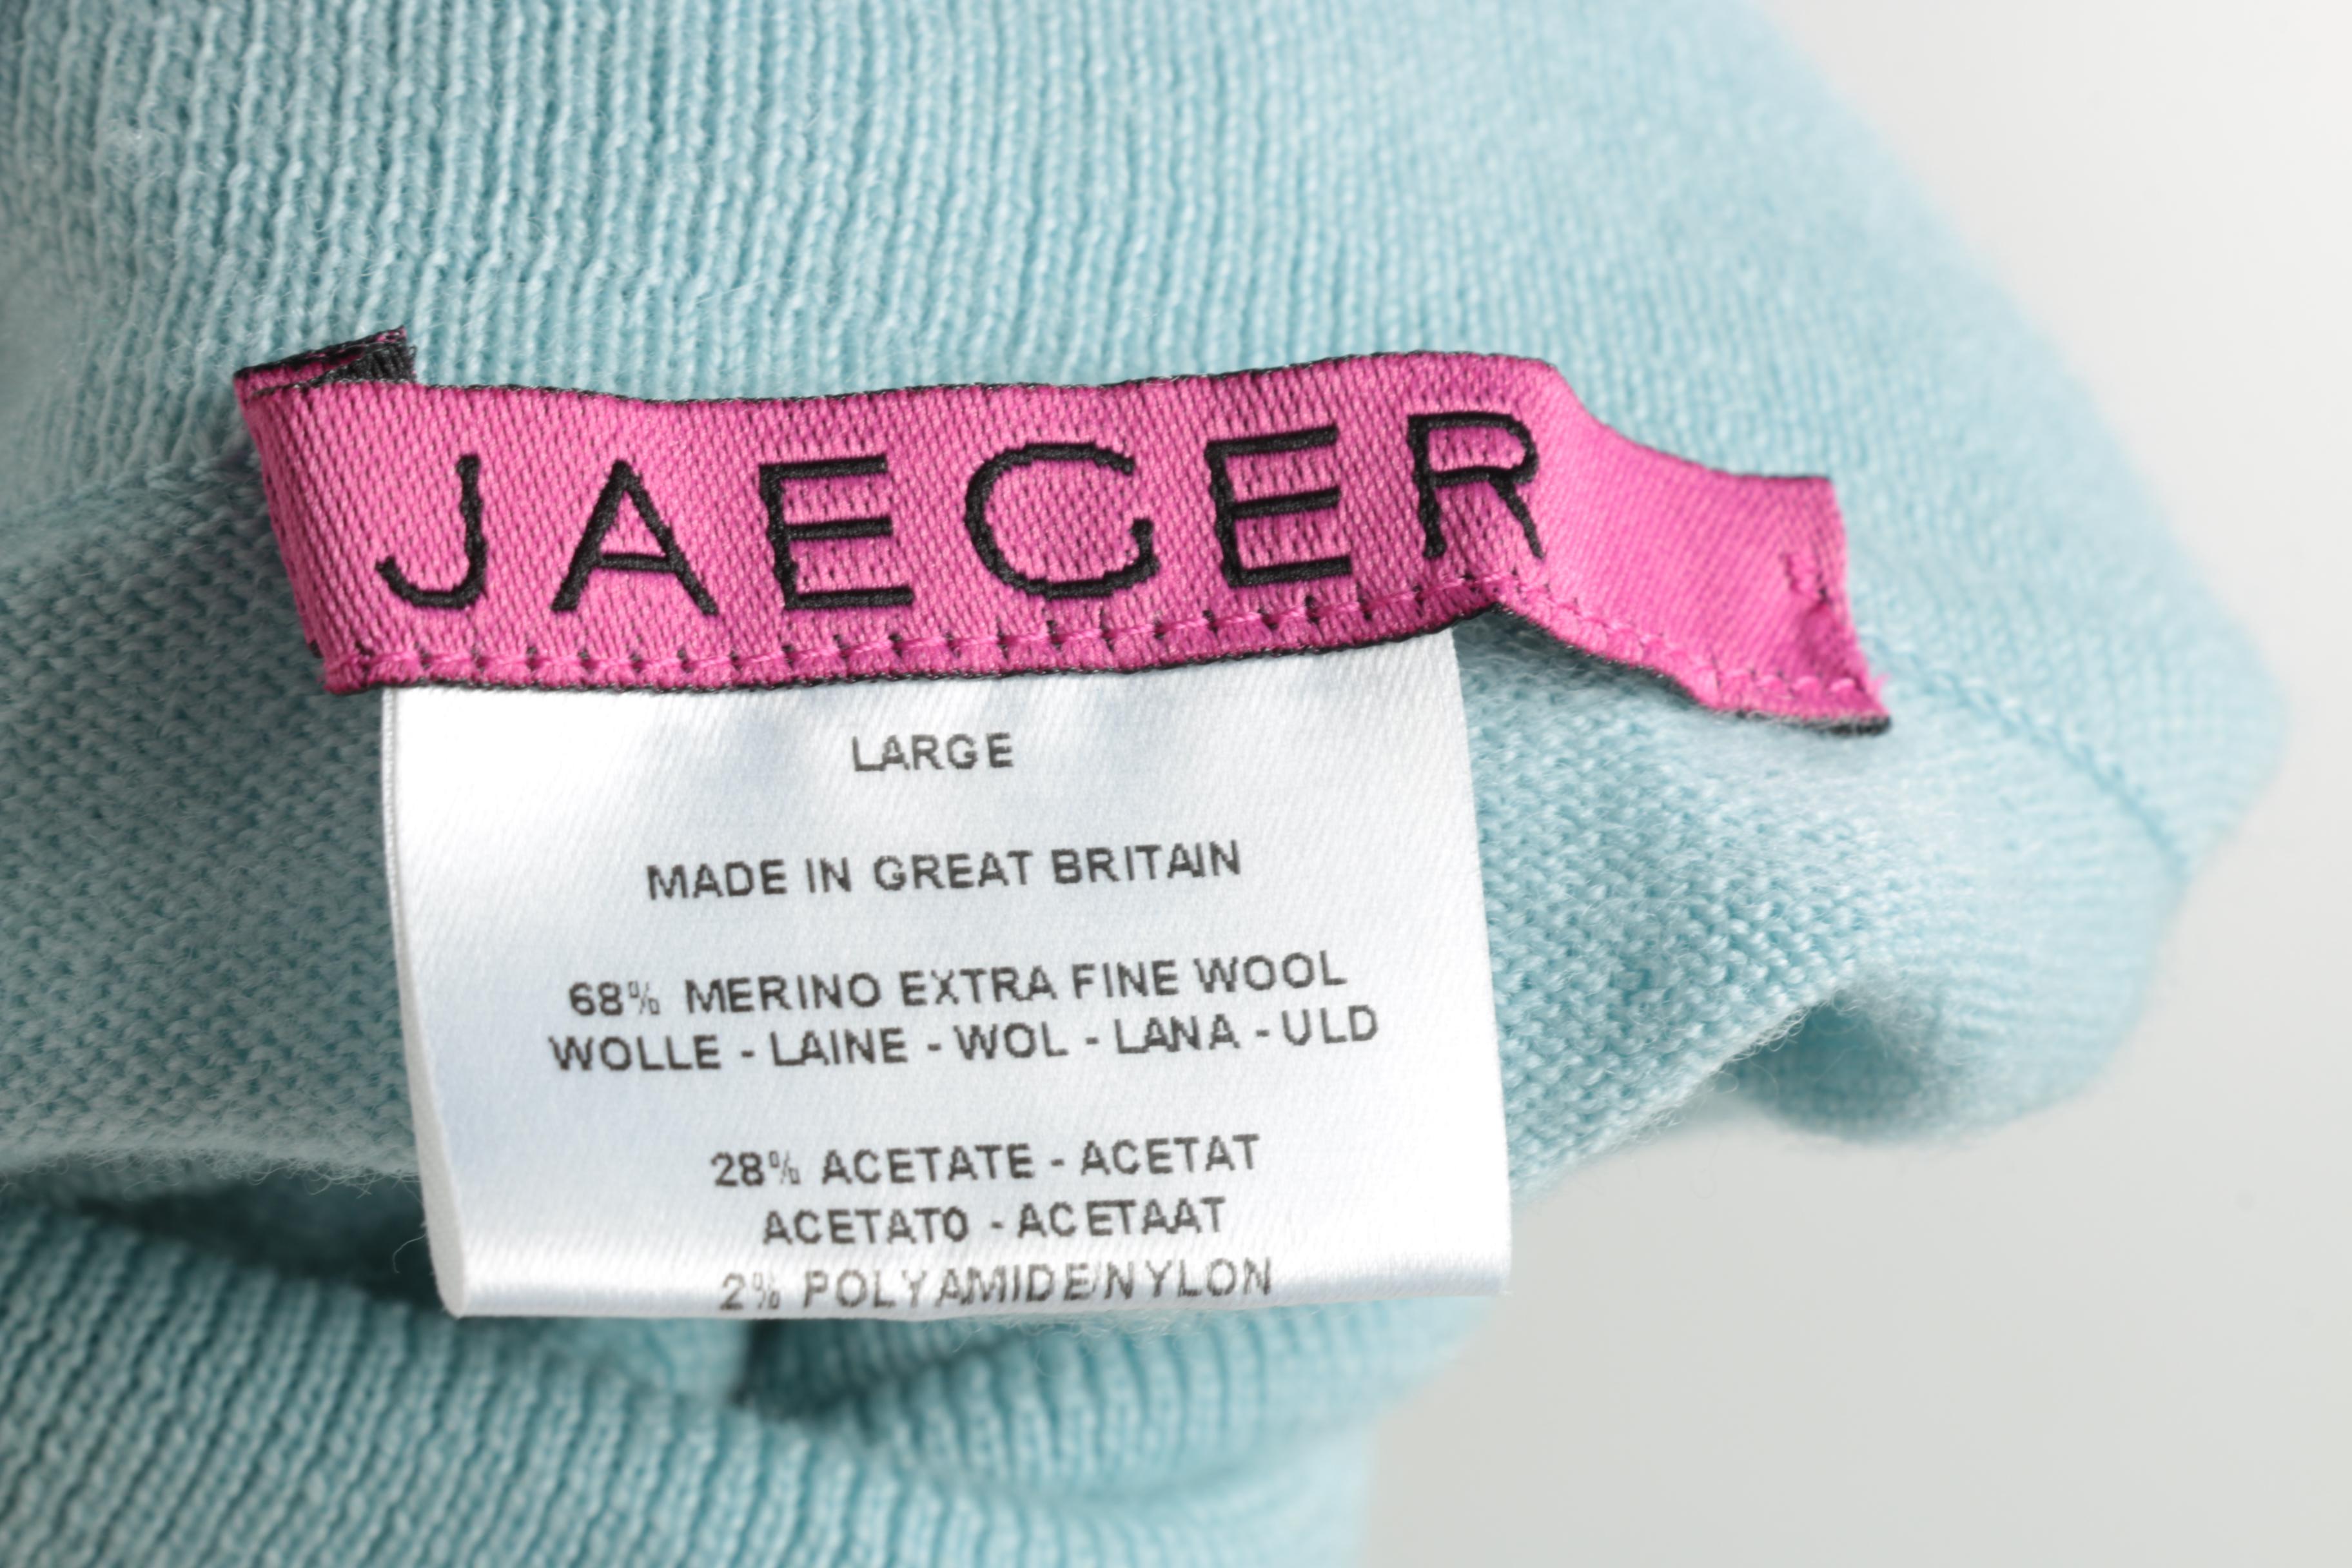 JAEGER
LARGE
MADE IN GREAT BRITAIN
68% MERINO EXTRA FINE WOOL
WOLLE - LAINE - WOL - LANA - ULD
28% ACETATE - ACETAT
ACETATO - ACETAAT
2% POLYAMIDE/NYLON